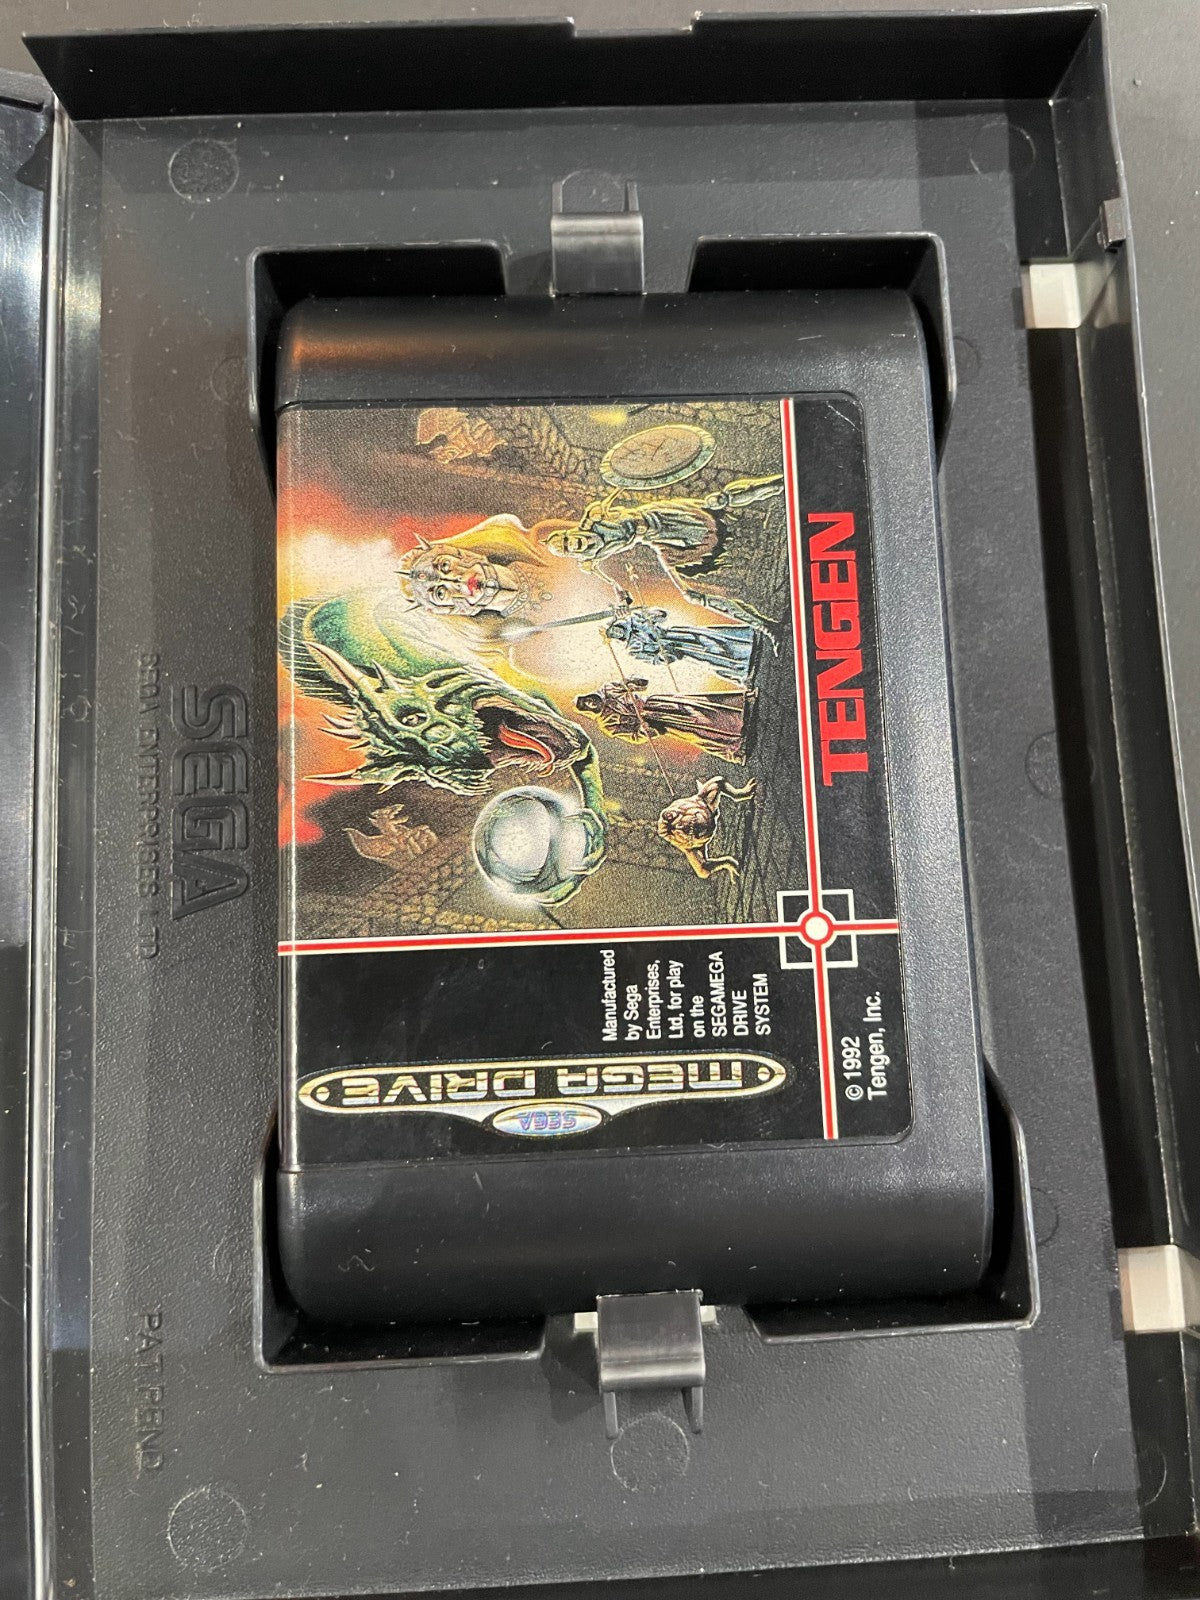 TENGEN
Manufactured
by Sega
Enterprises,
Ltd. for play
on the
SEGAMEGA
DRIVE
SYSTEM
© 1992
Tengen, Inc.
MEGA DRIVE
SEGA
SEGA
SEGA ENTERPRISES LTD
PAT PEND